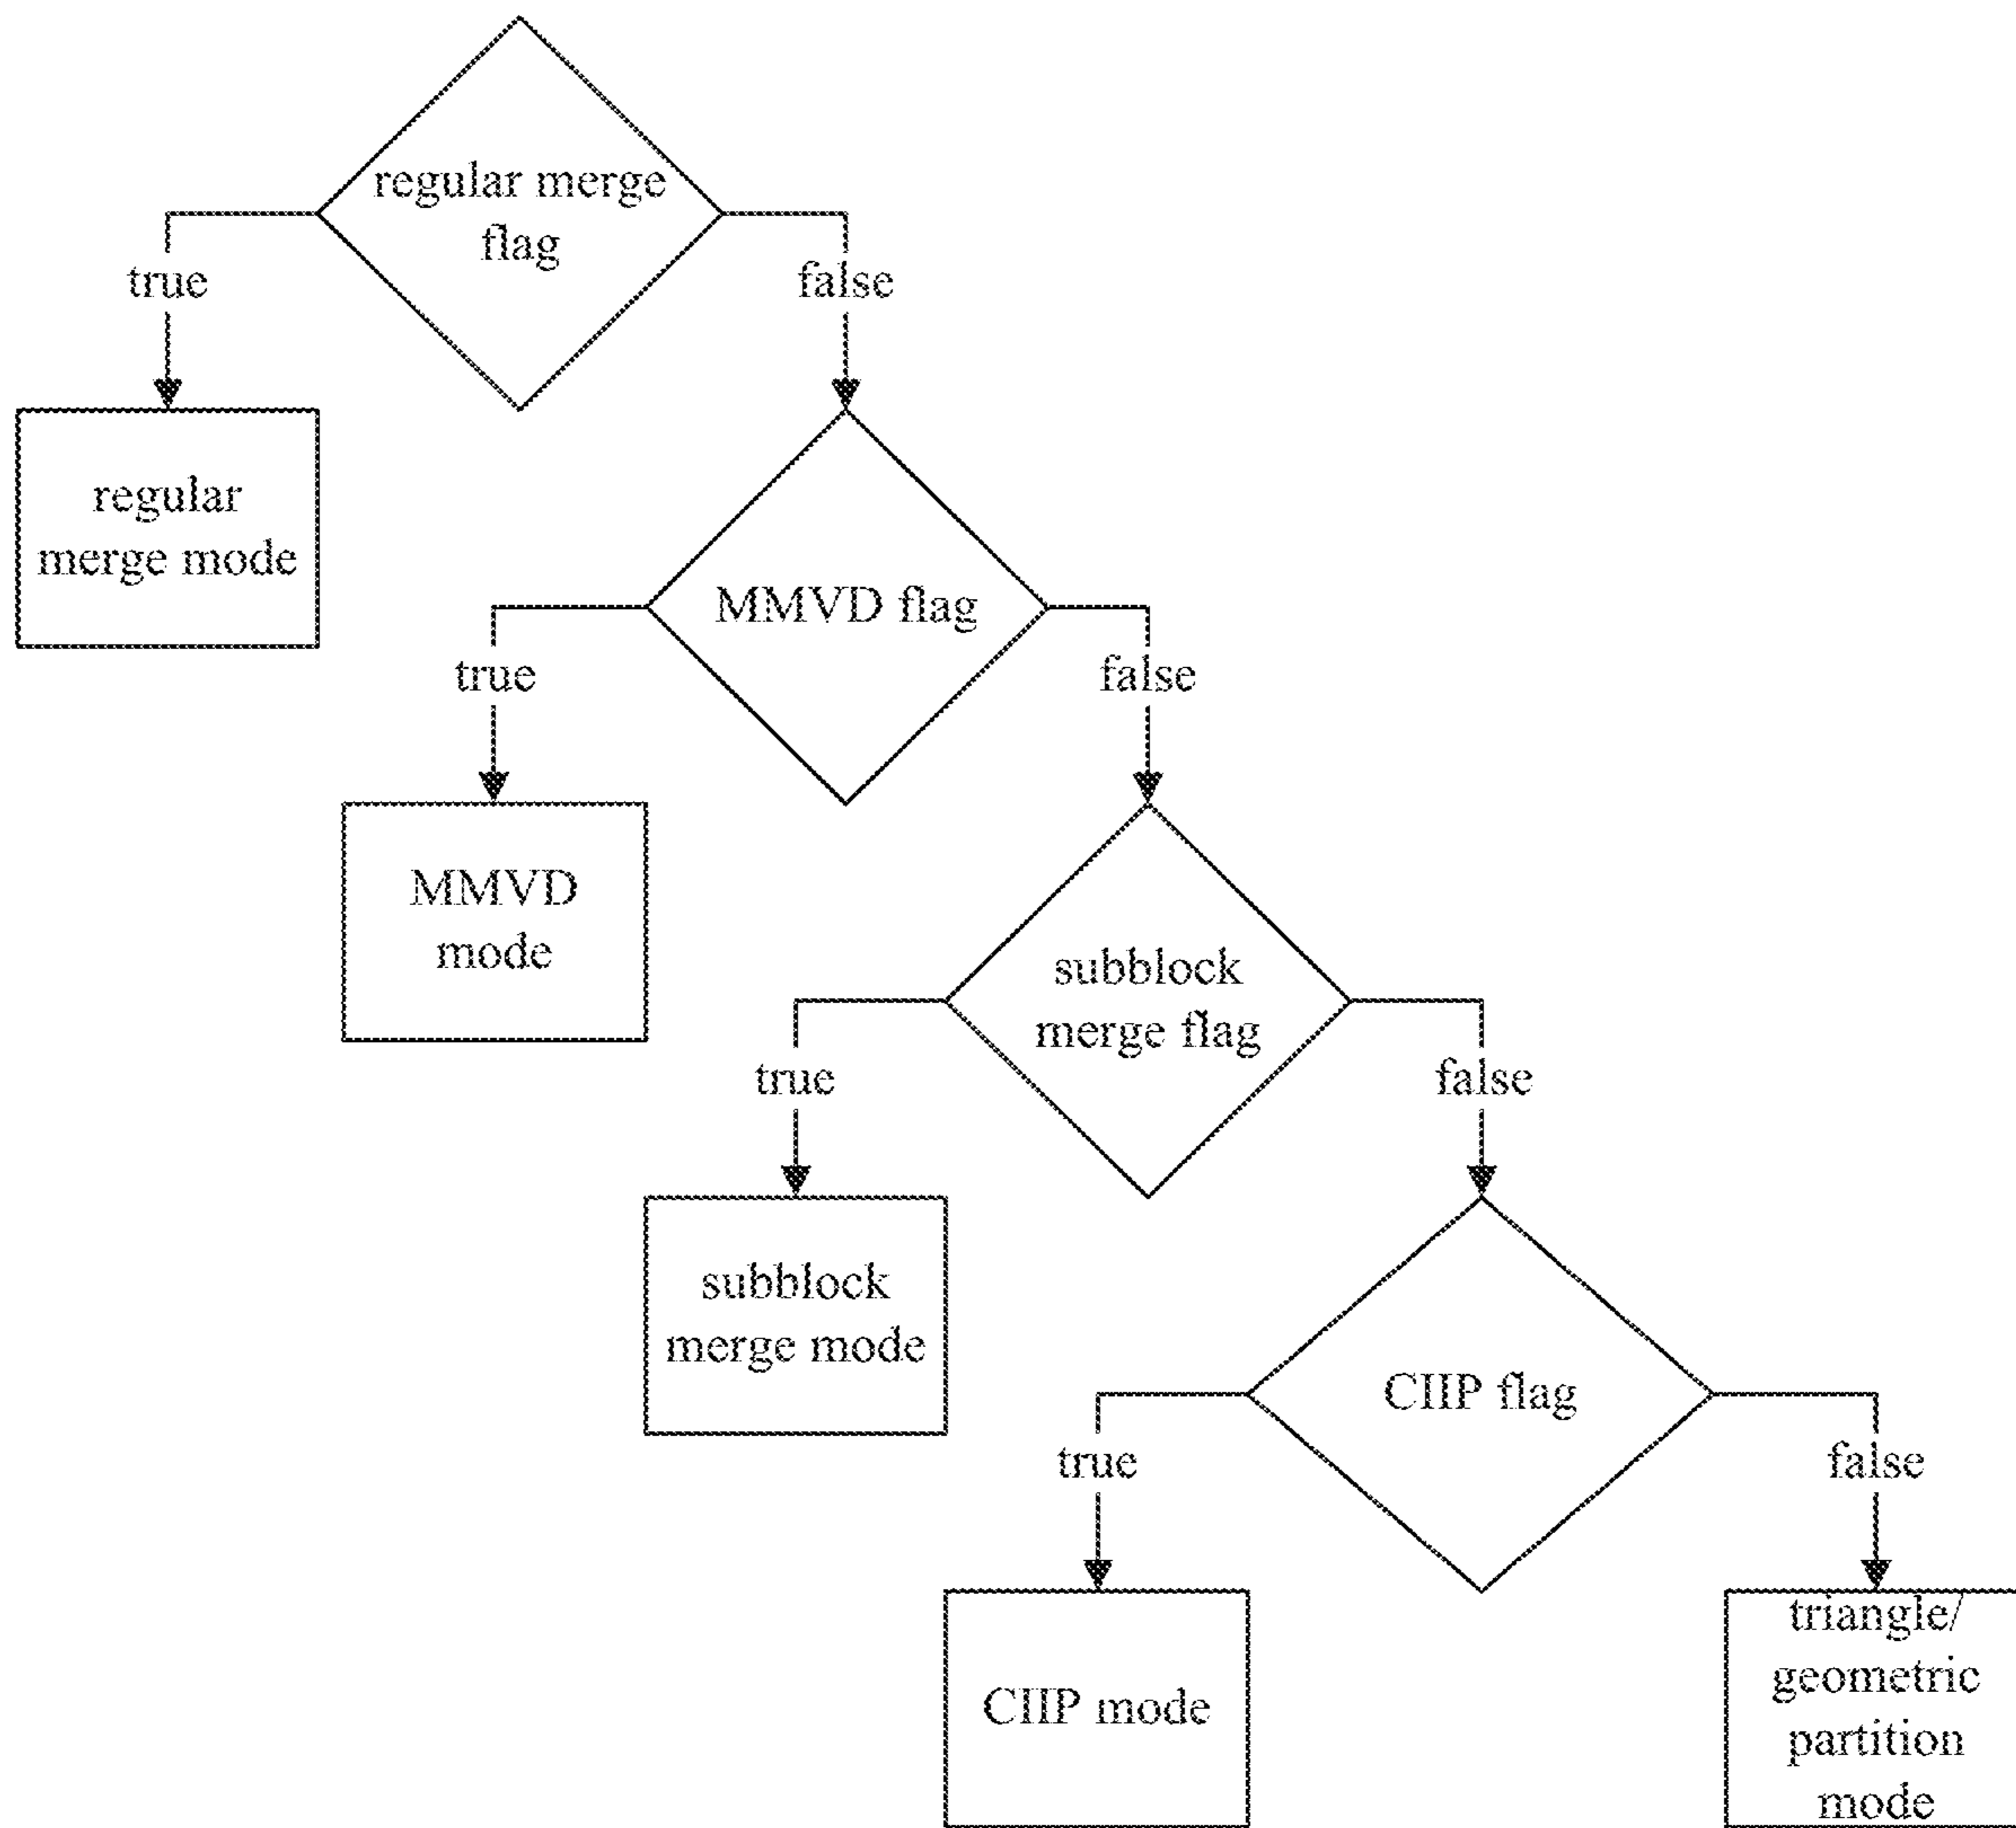 regular merge
flag
true
false
regular
merge mode
MMVD flag
true
false
MMVD
mode
subblock
merge flag
true
false
subblock
merge mode
CIIP flag
true
false
CIIP mode
triangle/
geometric
partition
mode